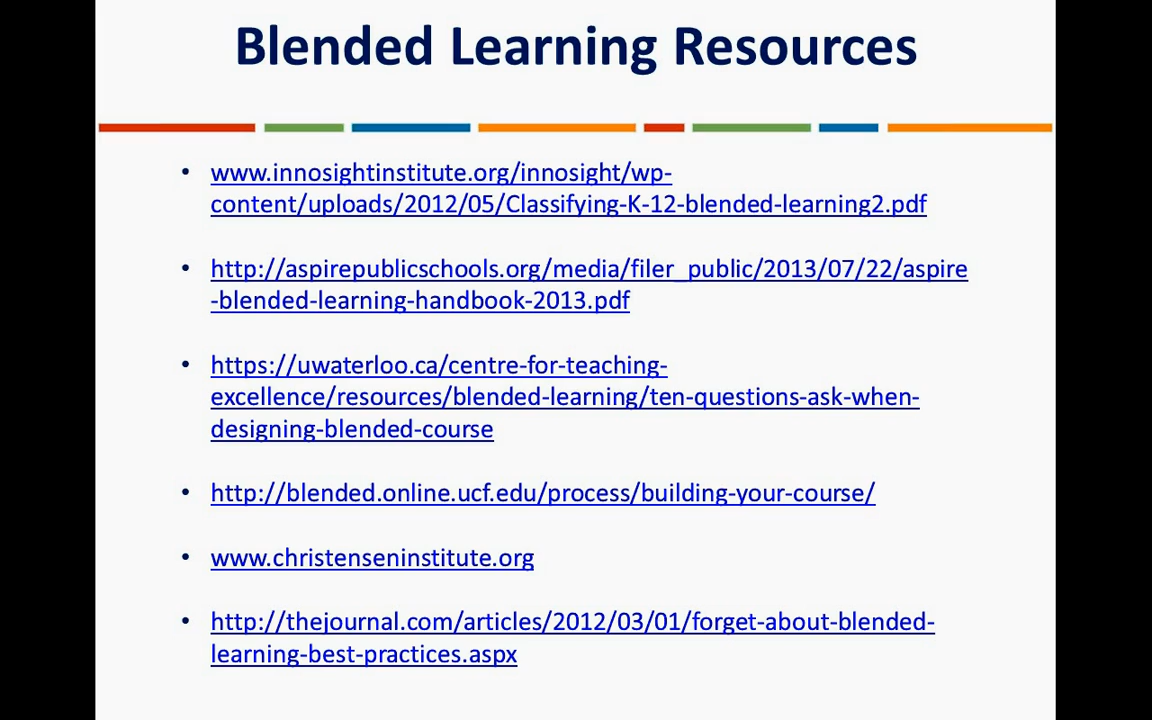 Blended Learning Resources
• www.innosightinstitute.org/innosight/wp-
content/uploads/2012/05/Classifying-K-12-blended-learning2.pdf
• http://aspirepublicschools.org/media/filer_public/2013/07/22/aspire
-blended-learning-handbook-2013.pdf
• https://uwaterloo.ca/centre-for-teaching-
excellence/resources/blended-learning/ten-questions-ask-when-
designing-blended-course
• http://blended.online.ucf.edu/process/building-your-course/
• www.christenseninstitute.org
• http://thejournal.com/articles/2012/03/01/forget-about-blended-
learning-best-practices.aspx